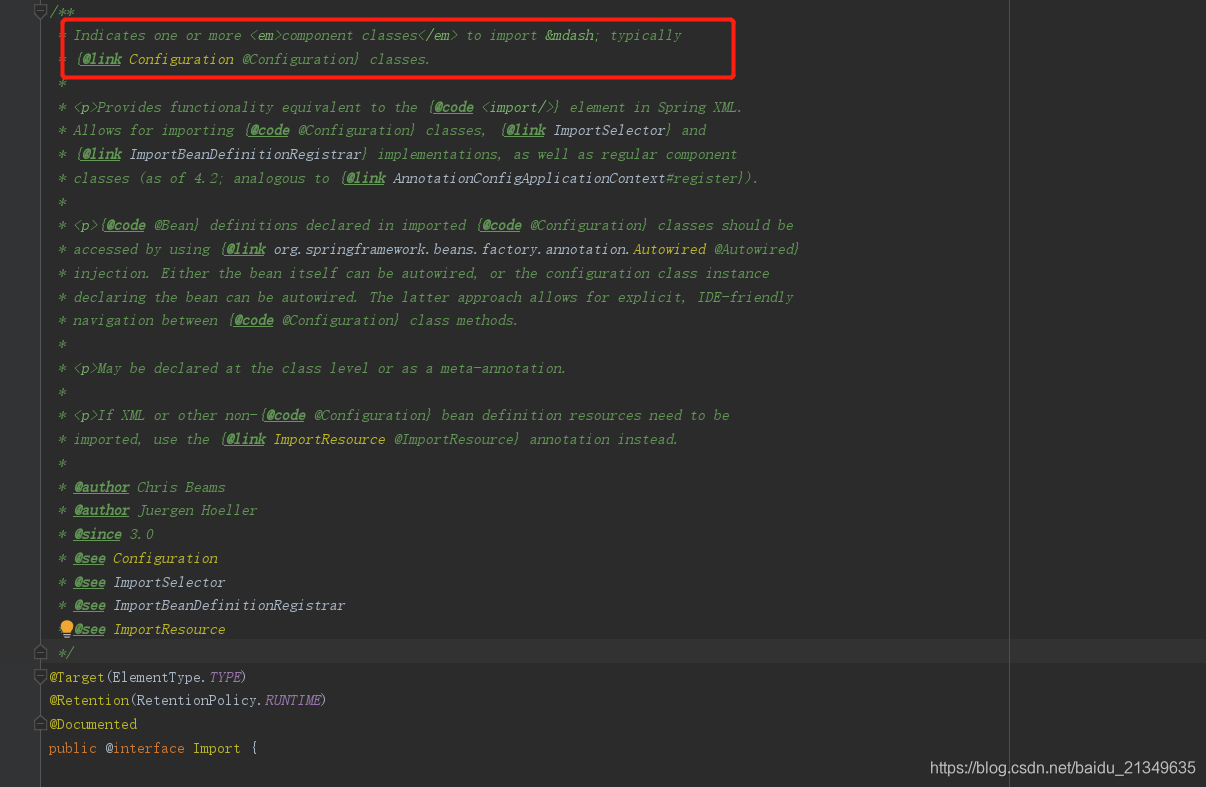 /**
* Indicates one or more <em>component classes</em> to import &mdash; typically
* {@link Configuration @Configuration} classes.
*
* <p>Provides functionality equivalent to the {@code <import/>} element in Spring XML.
* Allows for importing {@code @Configuration} classes, {@link ImportSelector} and
* {@link ImportBeanDefinitionRegistrar} implementations, as well as regular component
* classes (as of 4.2; analogous to {@link AnnotationConfigApplicationContext#register}).
*
* <p>{@code @Bean} definitions declared in imported {@code @Configuration} classes should be
* accessed by using {@link org.springframework.beans.factory.annotation.Autowired @Autowired}
* injection. Either the bean itself can be autowired, or the configuration class instance
* declaring the bean can be autowired. The latter approach allows for explicit, IDE-friendly
* navigation between {@code @Configuration} class methods.
*
* <p>May be declared at the class level or as a meta-annotation.
*
* <p>If XML or other non-{@code @Configuration} bean definition resources need to be
* imported, use the {@link ImportResource @ImportResource} annotation instead.
*
* @author Chris Beams
* @author Juergen Hoeller
* @since 3.0
* @see Configuration
* @see ImportSelector
* @see ImportBeanDefinitionRegistrar
* @see ImportResource
*/
@Target(ElementType.TYPE)
@Retention(RetentionPolicy.RUNTIME)
@Documented
public @interface Import {
https://blog.csdn.net/baidu_21349635